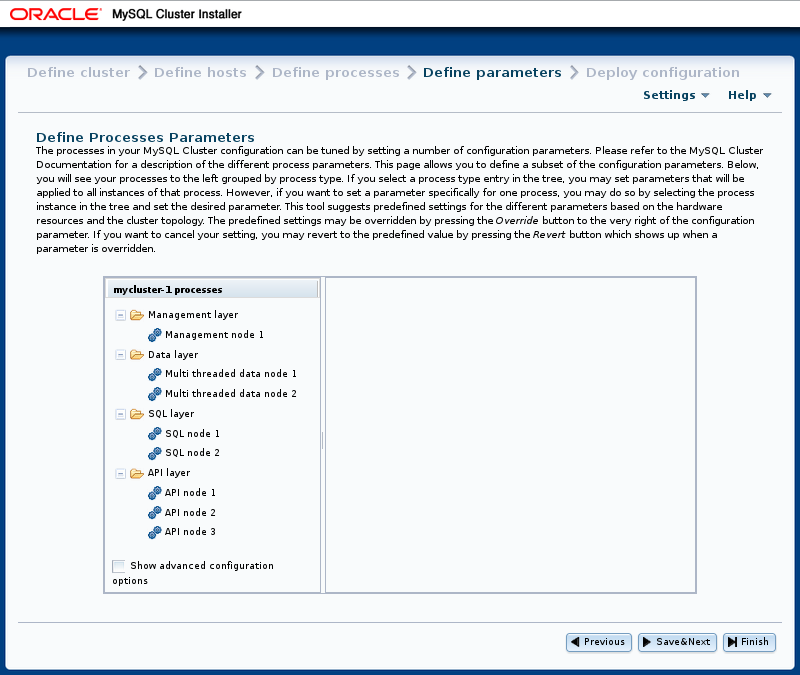 ORACLE MySQL Cluster Installer
Define cluster Define hosts Define processes Define parameters Deploy configuration
Settings Help
Define Processes Parameters
The processes in your MySQL Cluster configuration can be tuned by setting a number of configuration parameters. Please refer to the MySQL Cluster
Documentation for a description of the different process parameters. This page allows you to define a subset of the configuration parameters. Below,
you will see your processes to the left grouped by process type. If you select a process type entry in the tree, you may set parameters that will be
applied to all instances of that process. However, if you want to set a parameter specifically for one process, you may do so by selecting the process
instance in the tree and set the desired parameter. This tool suggests predefined settings for the different parameters based on the hardware
resources and the cluster topology. The predefined settings may be overridden by pressing the Override button to the very right of the configuration
parameter. If you want to cancel your setting, you may revert to the predefined value by pressing the Revert button which shows up when a
parameter is overridden.
mycluster-1 processes
Management layer
Management node 1
Data layer
Multi threaded data node 1
Multi threaded data node 2
SQL layer
SQL node 1
SQL node 2
API layer
API node 1
API node 2
API node 3
Show advanced configuration
options
Previous Save&Next Finish